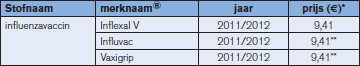 Stofnaam merknaam® jaar prijs (€)*
influenzavaccin Inflexal V 2011/2012 9,41
Influvac 2011/2012 9,41**
Vaxigrip 2011/2012 9,41**